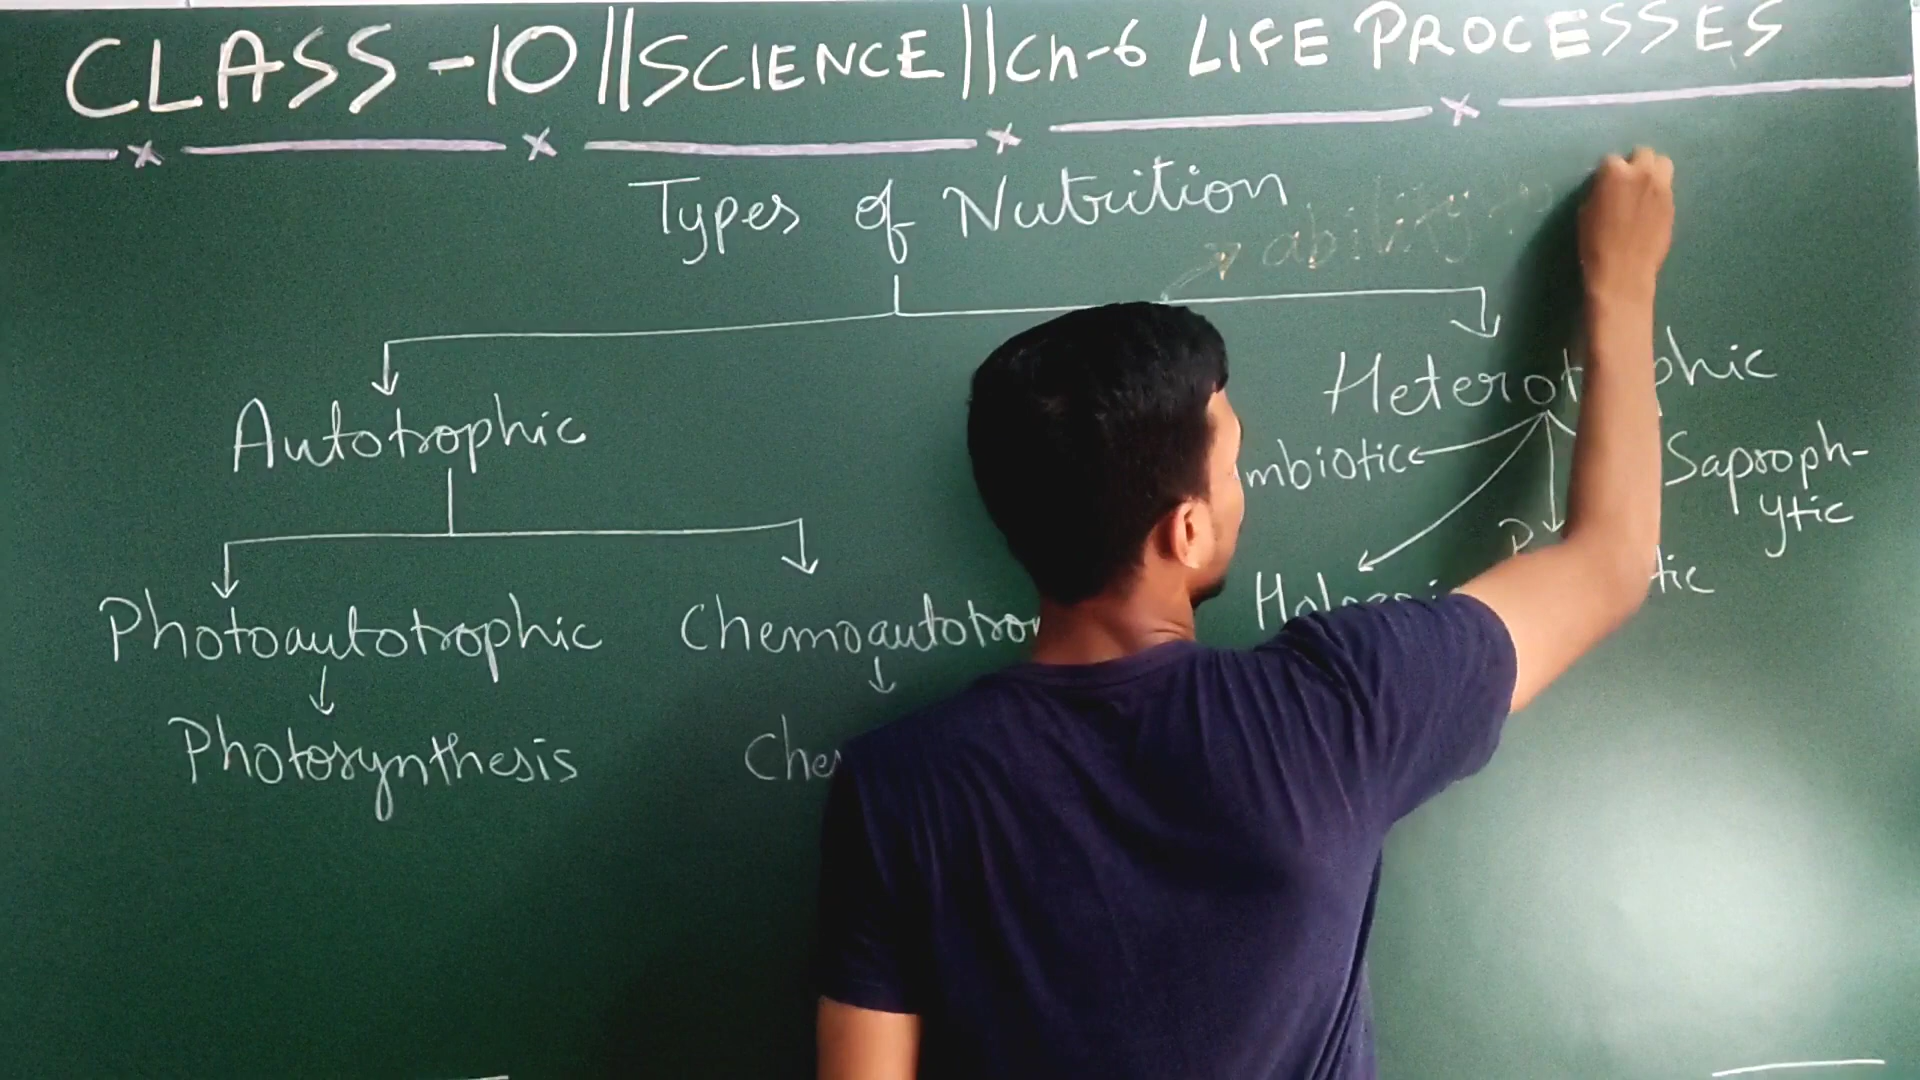 CLASS-10||SCIENCE||Ch-6 LIFE PROCESSES
Types of Nutrition
ability
Autotrophic
Heterotrophic
mbiotic
Saproph-
ytic
Photoautotrophic
Chemoautotro
tic
Photosynthesis
Che